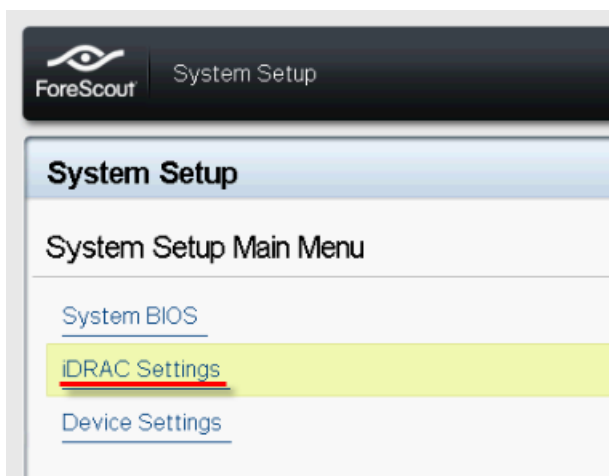 ForeScout
System Setup
System Setup
System Setup Main Menu
System BIOS
iDRAC Settings
Device Settings